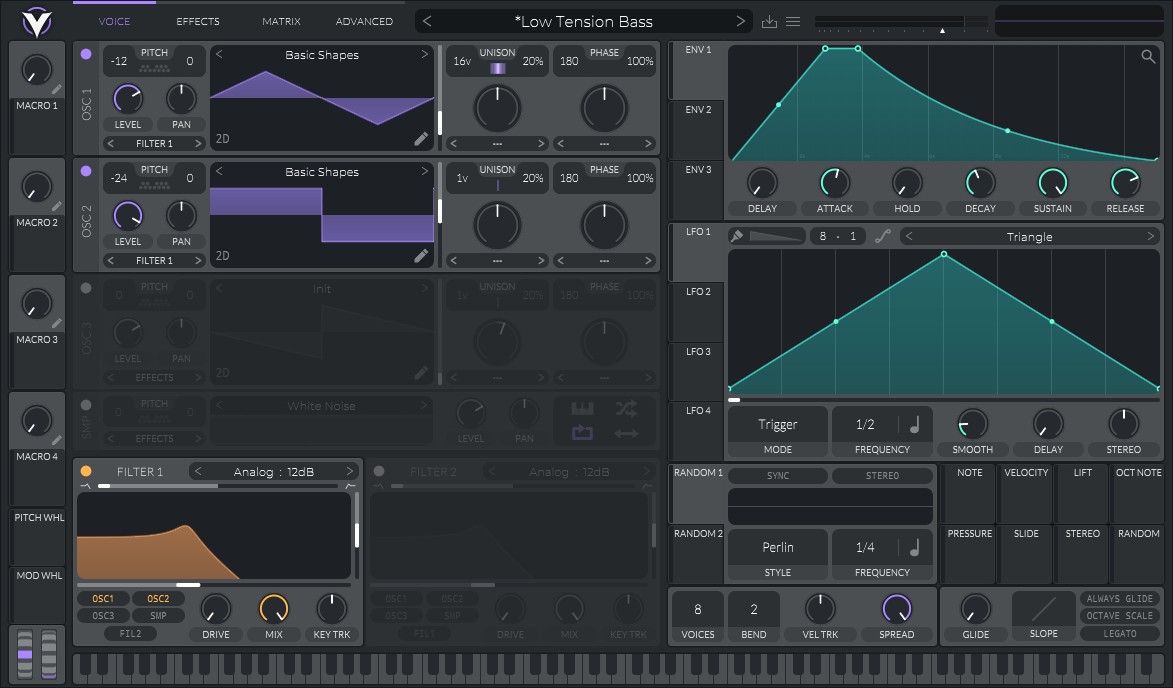 VOICE EFFECTS MATRIX ADVANCED
< *Low Tension Bass >
MACRO 1
MACRO 2
MACRO 3
MACRO 4
PITCH WHL
MOD WHL
OSC 1
-12 PITCH 0
LEVEL PAN
< FILTER 1 >
< Basic Shapes >
2D
UNISON
16v 20%
< --- >
PHASE
180 100%
< --- >
OSC 2
-24 PITCH 0
LEVEL PAN
< FILTER 1 >
< Basic Shapes >
2D
UNISON
1v 20%
< --- >
PHASE
180 100%
< --- >
OSC 3
0 PITCH 0
LEVEL PAN
< EFFECTS >
< Init >
2D
UNISON
1v 20%
< --- >
PHASE
180 100%
< --- >
SMP
0 PITCH 0
< EFFECTS >
< White Noise >
LEVEL PAN
FILTER 1 < Analog : 12dB >
OSC1 OSC2
OSC3 SMP
FIL2
DRIVE MIX KEY TRK
FILTER 2 < Analog : 12dB >
OSC1 OSC2
OSC3 SMP
FIL1
DRIVE MIX KEY TRK
ENV 1
ENV 2
ENV 3
DELAY ATTACK HOLD DECAY SUSTAIN RELEASE
LFO 1
LFO 2
LFO 3
LFO 4
8 - 1
< Triangle >
Trigger
MODE
1/2
FREQUENCY
SMOOTH DELAY STEREO
RANDOM 1
RANDOM 2
SYNC STEREO
Perlin
STYLE
1/4
FREQUENCY
NOTE VELOCITY LIFT OCT NOTE
PRESSURE SLIDE STEREO RANDOM
8
VOICES
2
BEND
VEL TRK SPREAD
GLIDE SLOPE
ALWAYS GLIDE
OCTAVE SCALE
LEGATO